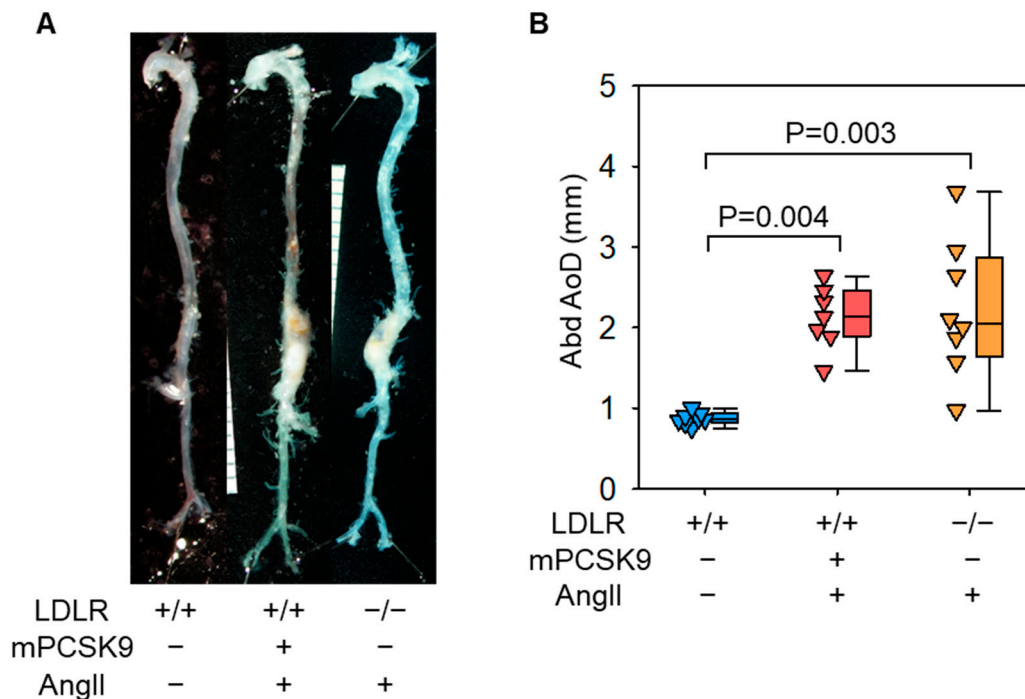 A
LDLR +/+ +/+ −/−
mPCSK9 − + −
AngII − + +
B
Abd AoD (mm)
5
4
3
2
1
0
P=0.003
P=0.004
LDLR +/+ +/+ −/−
mPCSK9 − + −
AngII − + +